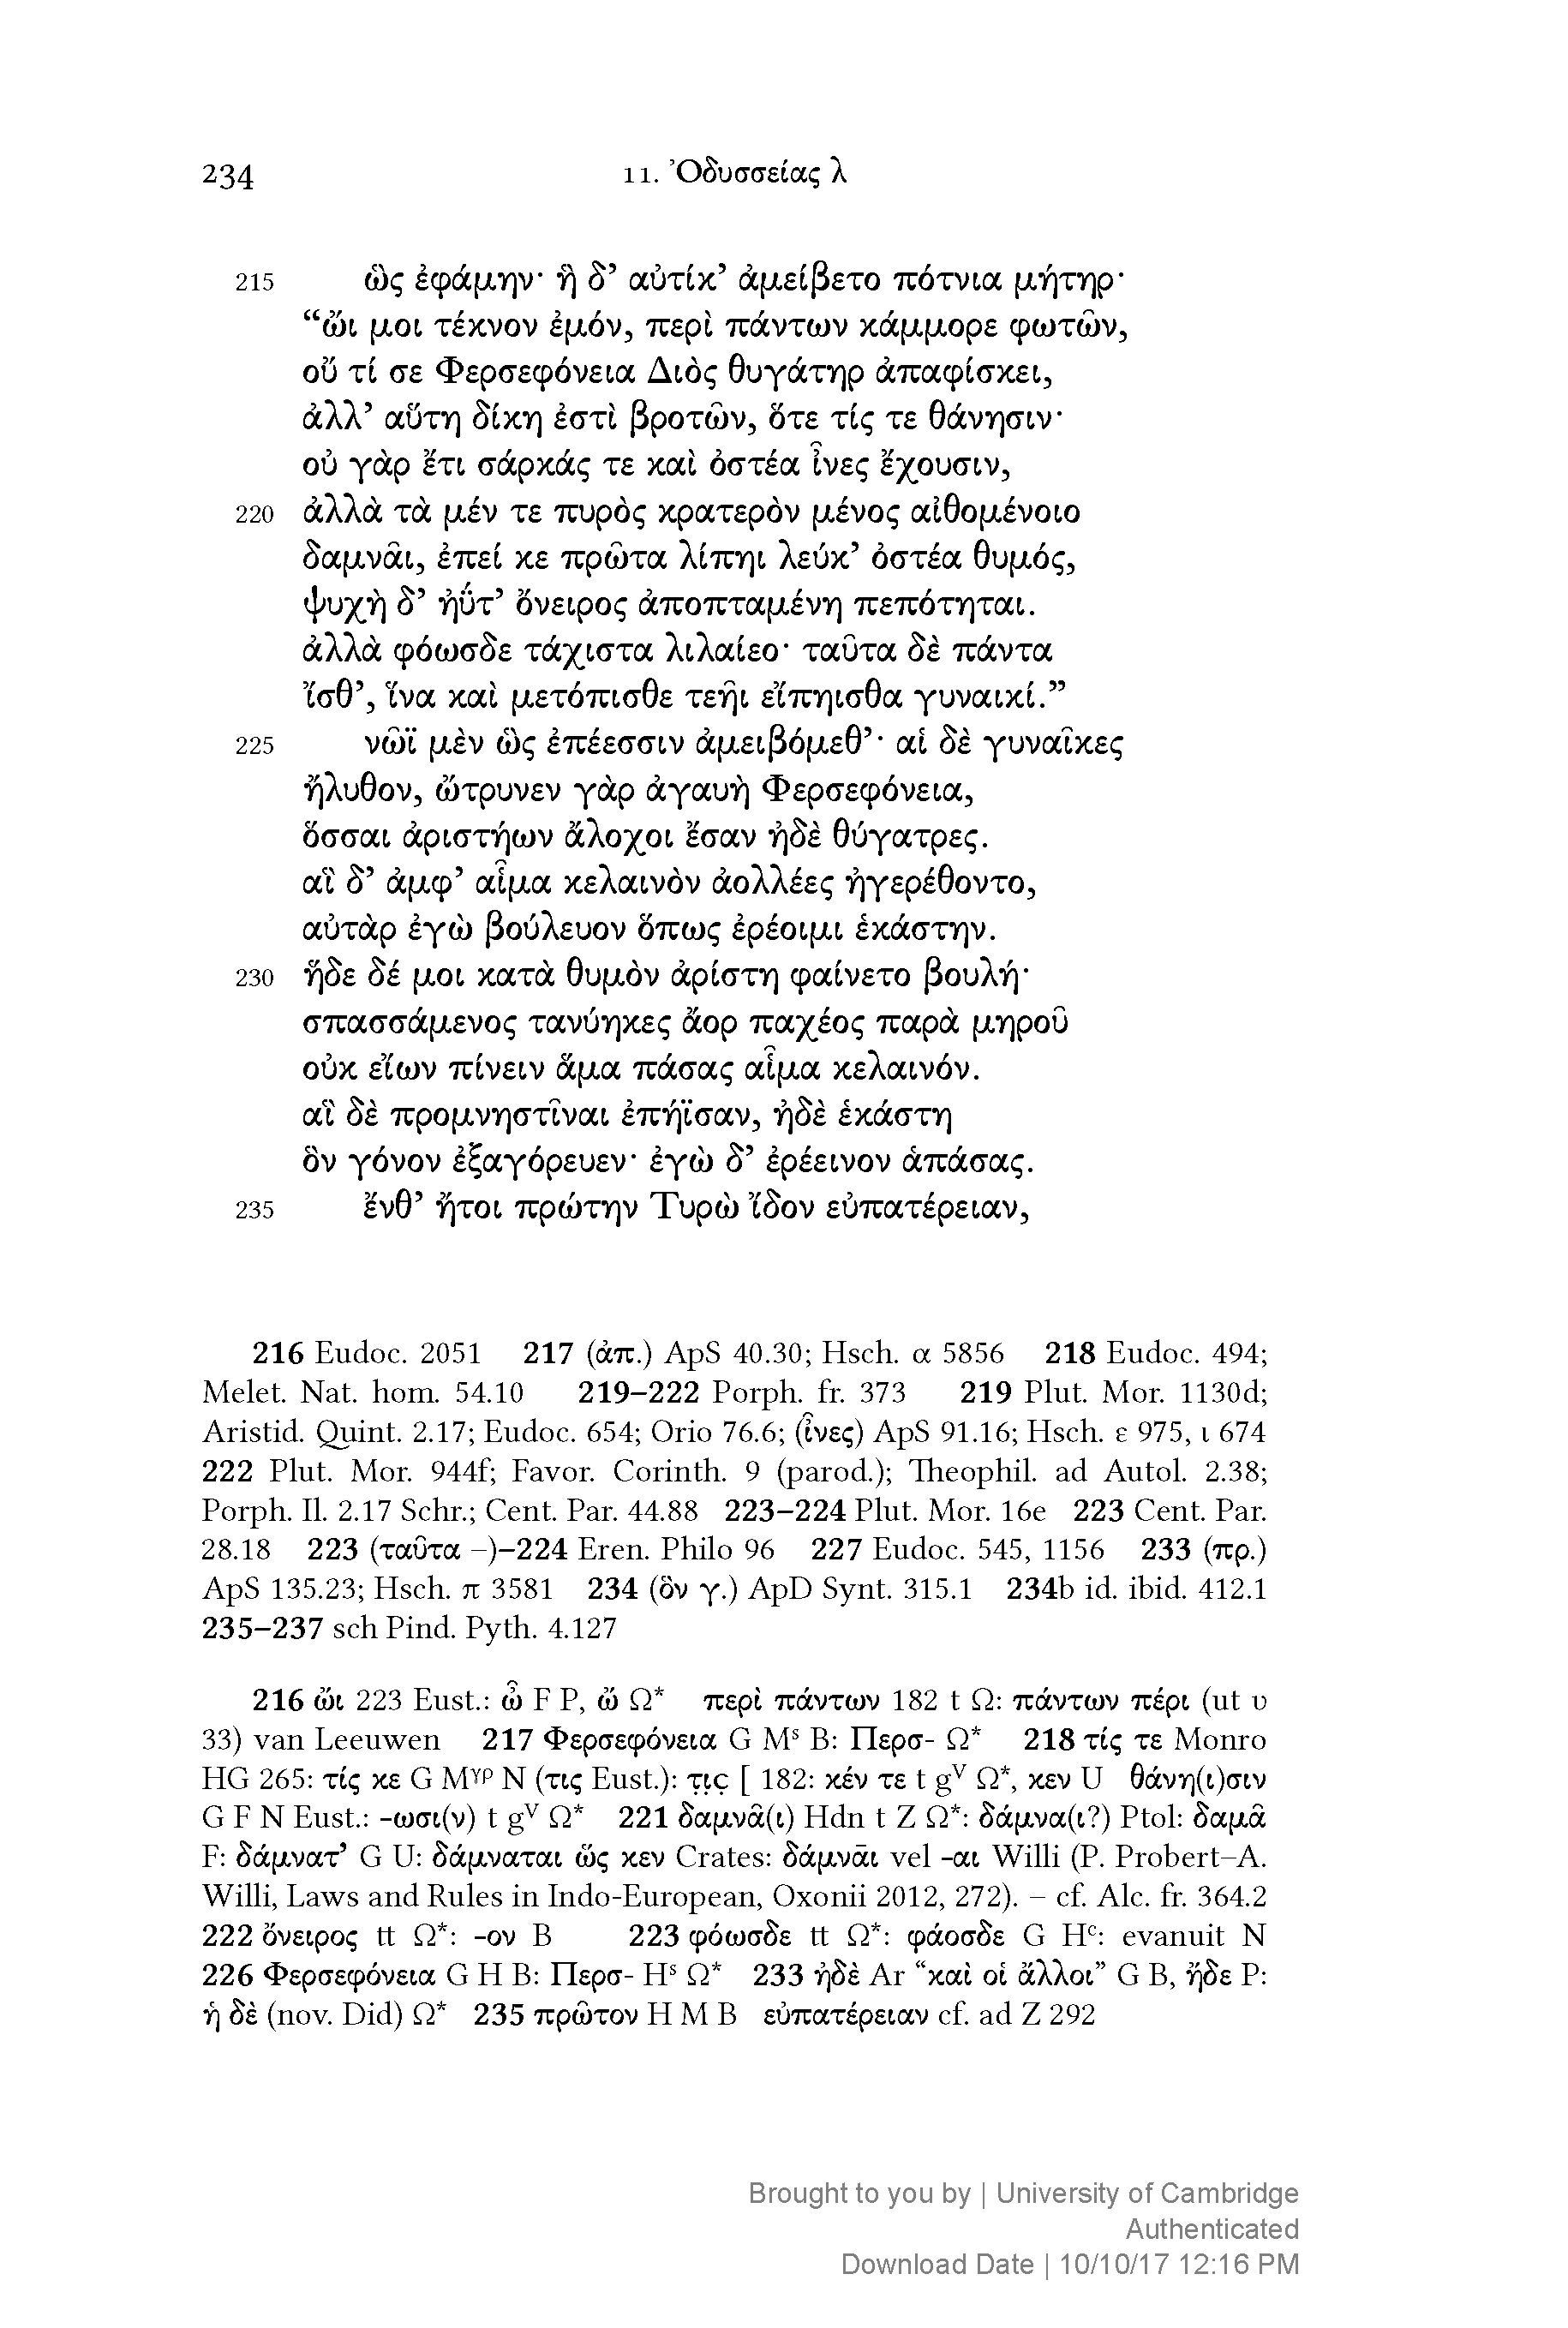 234 11. Ὀδυσσείας λ
215 ὣς ἐφάμην· ἣ δ’ αὐτίκ’ ἀμείβετο πότνια μήτηρ·
“ὤι μοι τέκνον ἐμόν, περὶ πάντων κάμμορε φωτῶν,
οὔ τί σε Φερσεφόνεια Διὸς θυγάτηρ ἀπαφίσκει,
ἀλλ’ αὕτη δίκη ἐστὶ βροτῶν, ὅτε τίς τε θάνησιν·
οὐ γὰρ ἔτι σάρκάς τε καὶ ὀστέα ἶνες ἔχουσιν,
220 ἀλλὰ τὰ μέν τε πυρὸς κρατερὸν μένος αἰθομένοιο
δαμνᾶι, ἐπεί κε πρῶτα λίπηι λεύκ’ ὀστέα θυμός,
ψυχὴ δ’ ἠΰτ’ ὄνειρος ἀποπταμένη πεπότηται.
ἀλλὰ φόωσδε τάχιστα λιλαίεο· ταῦτα δὲ πάντα
ἴσθ’, ἵνα καὶ μετόπισθε τεῆι εἴπηισθα γυναικί.”
225 νῶϊ μὲν ὣς ἐπέεσσιν ἀμειβόμεθ’· αἱ δὲ γυναῖκες
ἤλυθον, ὤτρυνεν γὰρ ἀγαυὴ Φερσεφόνεια,
ὅσσαι ἀριστήων ἄλοχοι ἔσαν ἠδὲ θύγατρες.
αἳ δ’ ἀμφ’ αἷμα κελαινὸν ἀολλέες ἠγερέθοντο,
αὐτὰρ ἐγὼ βούλευον ὅπως ἐρέοιμι ἑκάστην.
230 ἥδε δέ μοι κατὰ θυμὸν ἀρίστη φαίνετο βουλή·
σπασσάμενος τανύηκες ἄορ παχέος παρὰ μηροῦ
οὐκ εἴων πίνειν ἅμα πάσας αἷμα κελαινόν.
αἳ δὲ προμνηστῖναι ἐπήϊσαν, ἠδὲ ἑκάστη
ὃν γόνον ἐξαγόρευεν· ἐγὼ δ’ ἐρέεινον ἁπάσας.
235 ἔνθ’ ἤτοι πρώτην Τυρὼ ἴδον εὐπατέρειαν,
216 Eudoc. 2051 217 (ἀπ.) ApS 40.30; Hsch. α 5856 218 Eudoc. 494;
Melet. Nat. hom. 54.10 219–222 Porph. fr. 373 219 Plut. Mor. 1130d;
Aristid. Quint. 2.17; Eudoc. 654; Orio 76.6; (ἶνες) ApS 91.16; Hsch. ε 975, ι 674
222 Plut. Mor. 944f; Favor. Corinth. 9 (parod.); Theophil. ad Autol. 2.38;
Porph. Il. 2.17 Schr.; Cent. Par. 44.88 223–224 Plut. Mor. 16e 223 Cent. Par.
28.18 223 (ταῦτα –)–224 Eren. Philo 96 227 Eudoc. 545, 1156 233 (πρ.)
ApS 135.23; Hsch. π 3581 234 (ὃν γ.) ApD Synt. 315.1 234b id. ibid. 412.1
235–237 sch Pind. Pyth. 4.127
216 ὤι 223 Eust.: ὦ F P, ὤ Ω* περὶ πάντων 182 t Ω: πάντων πέρι (ut υ
33) van Leeuwen 217 Φερσεφόνεια G Mˢ B: Περσ- Ω* 218 τίς τε Monro
HG 265: τίς κε G Mᵞᵖ N (τις Eust.): τ̣ι̣ς̣ [ 182: κέν τε t gⱽ Ω*, κεν U θάνη(ι)σιν
G F N Eust.: -ωσι(ν) t gⱽ Ω* 221 δαμνᾶ(ι) Hdn t Z Ω*: δάμνα(ι?) Ptol: δαμᾶ
F: δάμνατ’ G U: δάμναται ὥς κεν Crates: δάμνᾱι vel -αι Willi (P. Probert–A.
Willi, Laws and Rules in Indo-European, Oxonii 2012, 272). – cf. Alc. fr. 364.2
222 ὄνειρος tt Ω*: -ον B 223 φόωσδε tt Ω*: φάοσδε G Hᶜ: evanuit N
226 Φερσεφόνεια G H B: Περσ- Hˢ Ω* 233 ἠδὲ Ar “καὶ οἱ ἄλλοι” G B, ἤδε P:
ἡ δὲ (nov. Did) Ω* 235 πρῶτον H M B εὐπατέρειαν cf. ad Ζ 292
Brought to you by | University of Cambridge
Authenticated
Download Date | 10/10/17 12:16 PM